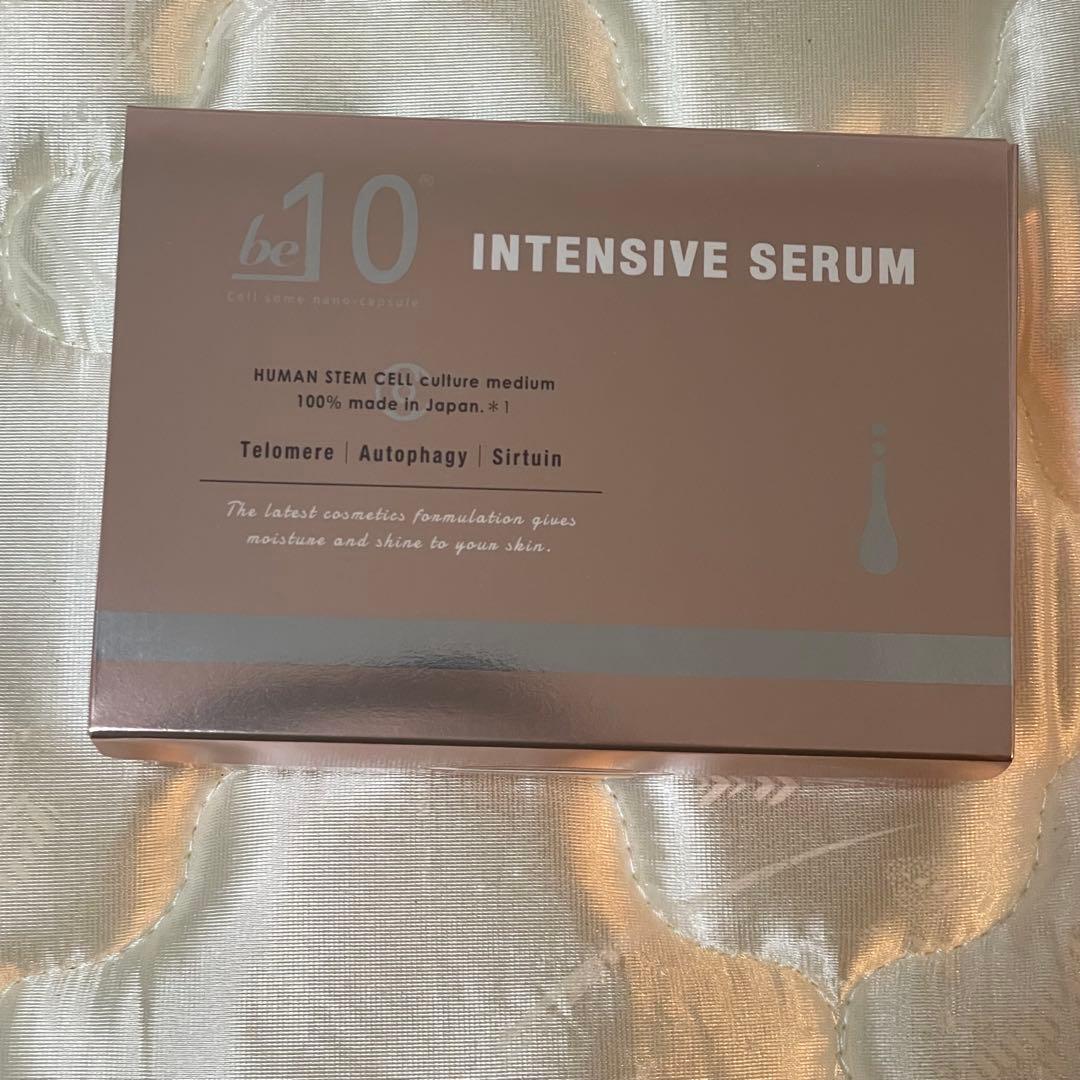 be10®
INTENSIVE SERUM
Cell some nano-capsule
HUMAN STEM CELL culture medium
100% made in Japan.＊1
Telomere | Autophagy | Sirtuin
The latest cosmetics formulation gives
moisture and shine to your skin.